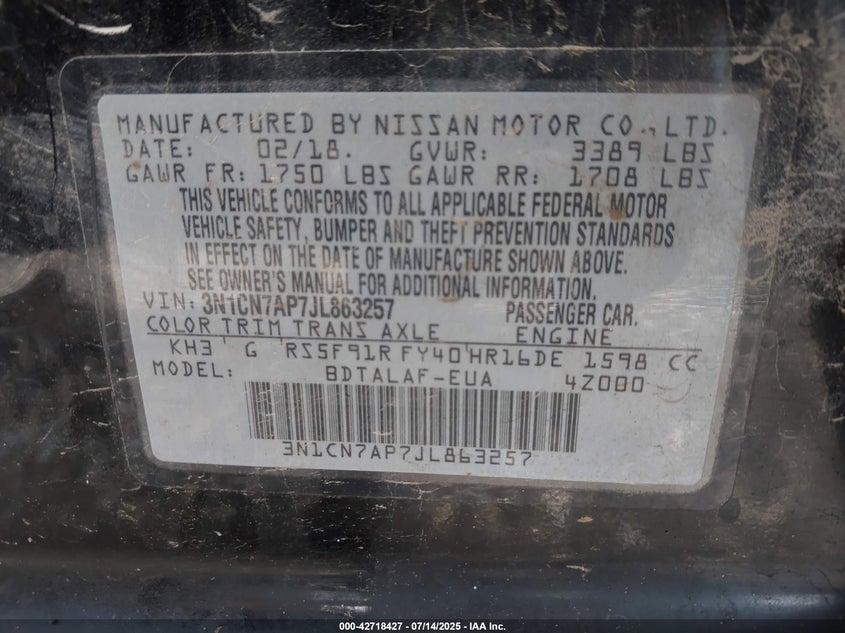 MANUFACTURED BY NISSAN MOTOR CO., LTD.
DATE: 02/18. GVWR: 3389 LBS
GAWR FR: 1750 LBS GAWR RR: 1708 LBS
THIS VEHICLE CONFORMS TO ALL APPLICABLE FEDERAL MOTOR
VEHICLE SAFETY, BUMPER AND THEFT PREVENTION STANDARDS
IN EFFECT ON THE DATE OF MANUFACTURE SHOWN ABOVE.
SEE OWNER'S MANUAL FOR ADDITIONAL INFORMATION.
VIN: 3N1CN7AP7JL863257 PASSENGER CAR.
COLOR TRIM TRANS AXLE ENGINE
KH3 G RS5F91R FY40 HR16DE 1598 CC
MODEL: BDTALAF-EUA 4Z000
3N1CN7AP7JL863257
000-42718427 - 07/14/2025 - IAA Inc.